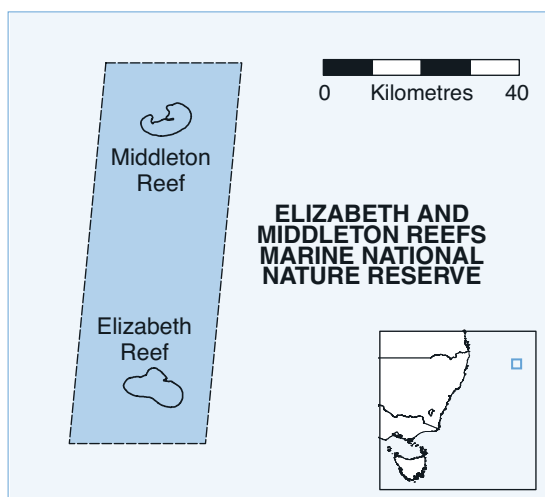 0 Kilometres 40
Middleton
Reef
ELIZABETH AND
MIDDLETON REEFS
MARINE NATIONAL
NATURE RESERVE
Elizabeth
Reef